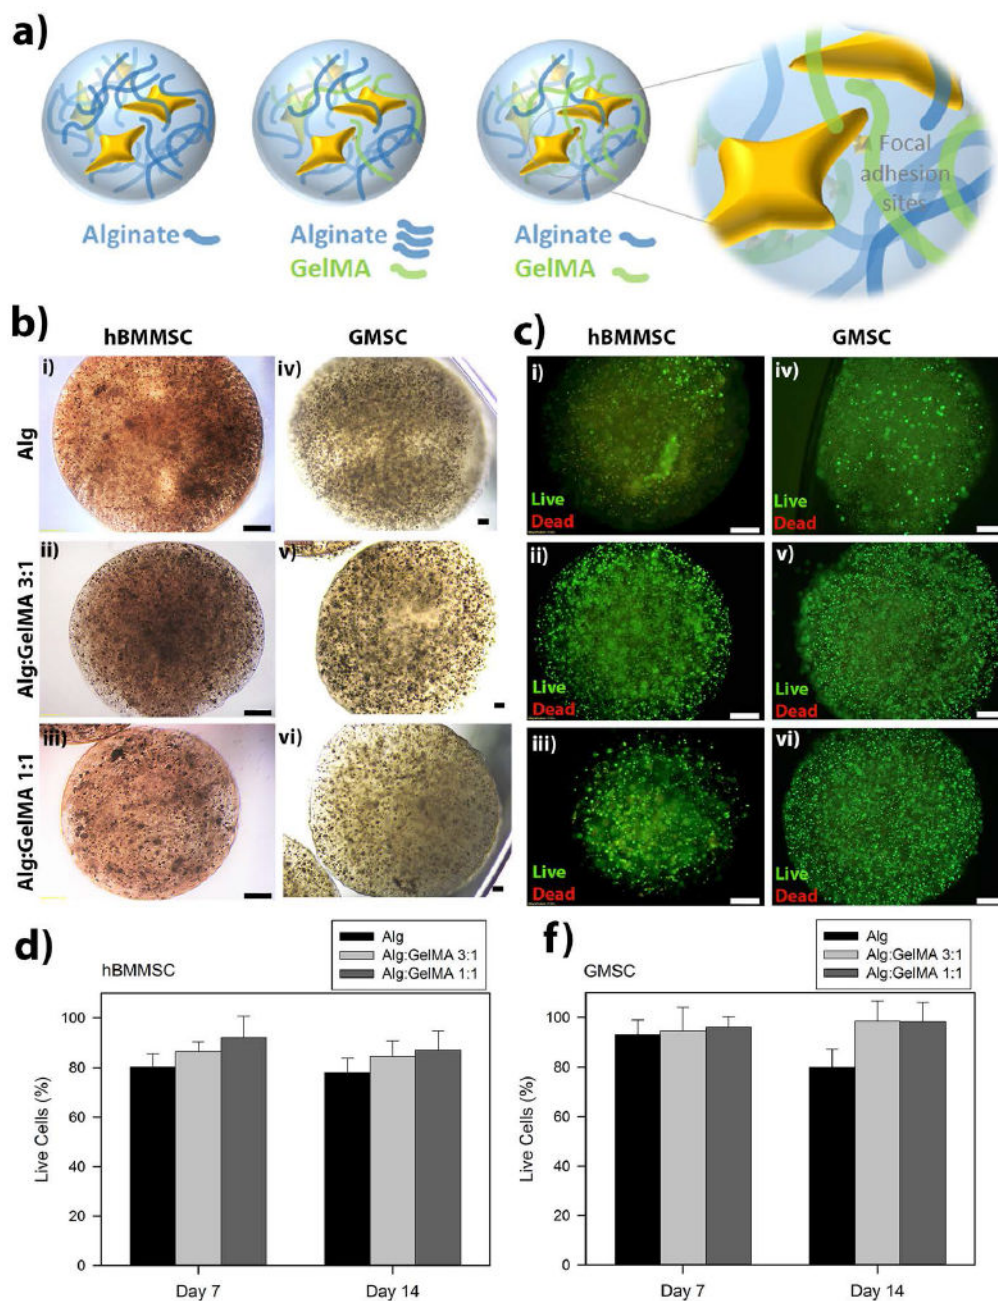 a)
Focal
adhesion
sites
Alginate
Alginate
GelMA
Alginate
GelMA
b)
hBMMSC
GMSC
Alg
Alg:GelMA 3:1
Alg:GelMA 1:1
i)
iv)
ii)
v)
iii)
vi)
c)
hBMMSC
GMSC
i)
Live
Dead
iv)
Live
Dead
ii)
Live
Dead
v)
Live
Dead
iii)
Live
Dead
vi)
Live
Dead
d)
hBMMSC
Alg
Alg:GelMA 3:1
Alg:GelMA 1:1
Live Cells (%)
100
80
60
40
20
0
Day 7
Day 14
f)
GMSC
Alg
Alg:GelMA 3:1
Alg:GelMA 1:1
Live Cells (%)
100
80
60
40
20
0
Day 7
Day 14